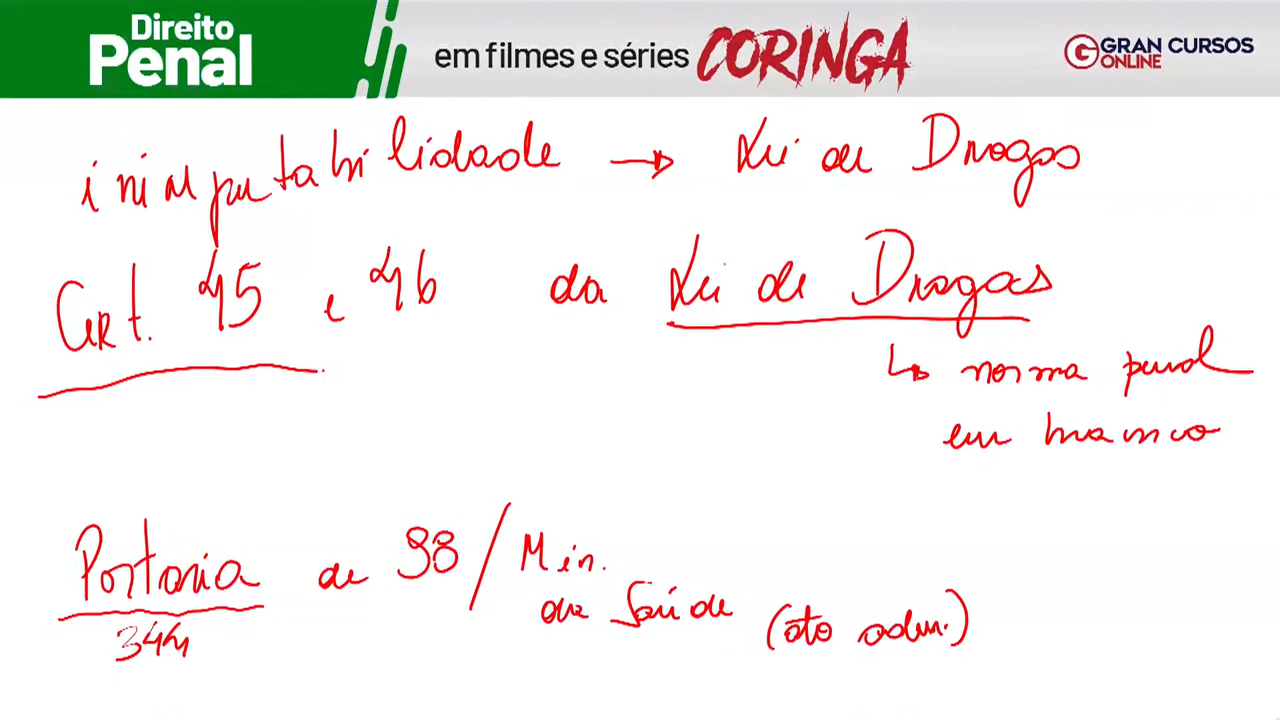 Direito
Penal
em filmes e séries CORINGA
GRAN CURSOS
ONLINE
inimputabilidade → Lei de Drogas
Art. 45 e 46 da Lei de Drogas
↳ norma penal
em branco
Portaria de 98 / Min.
da Saúde (ato adm.)
344